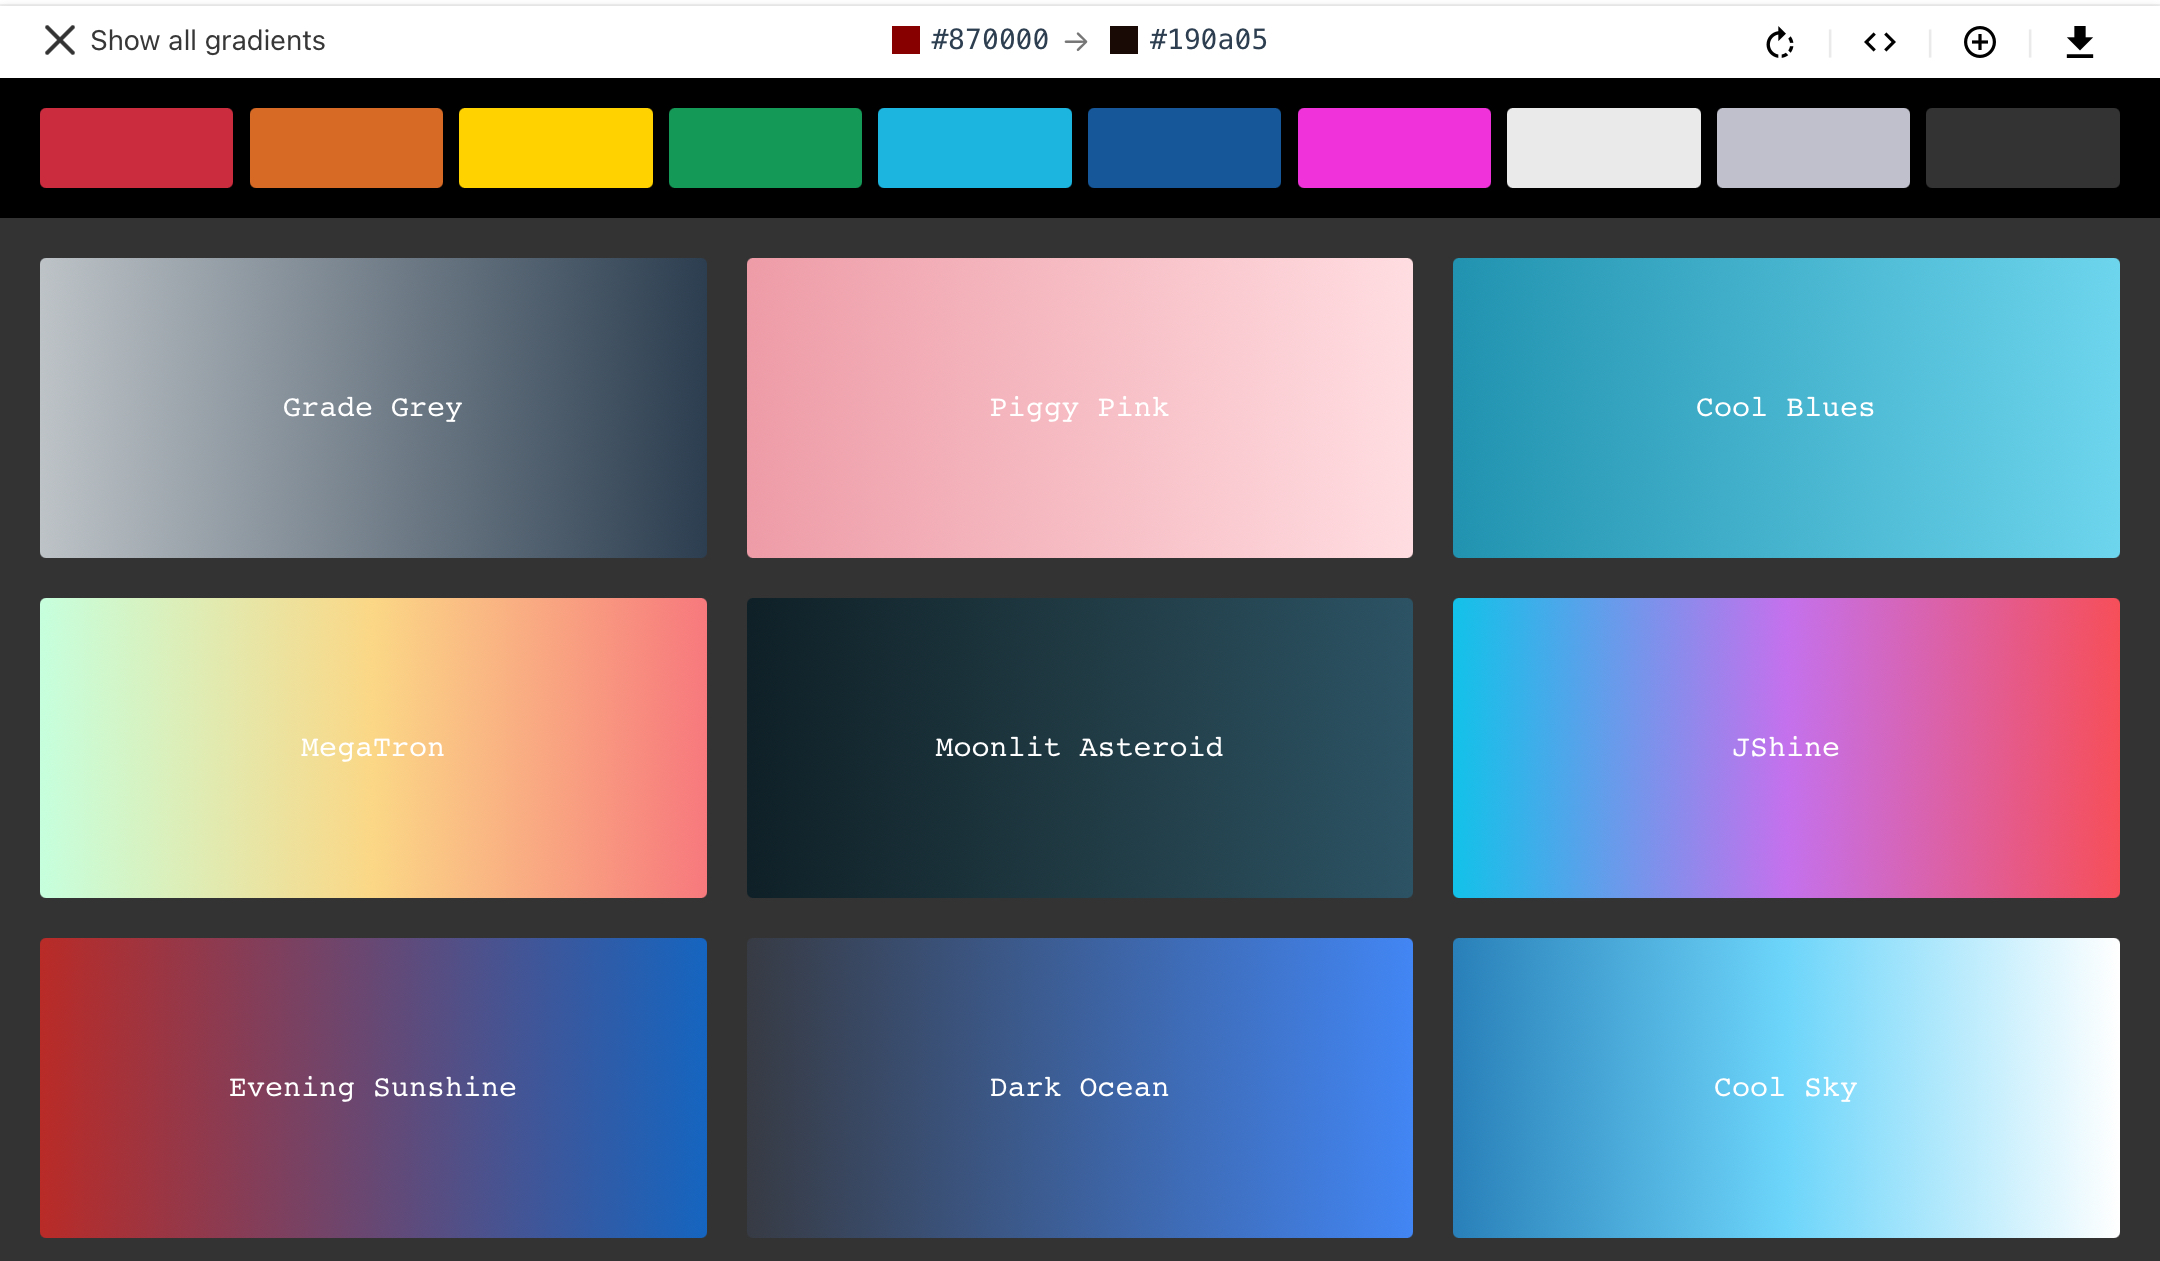 Show all gradients
#870000 → #190a05
Grade Grey
Piggy Pink
Cool Blues
MegaTron
Moonlit Asteroid
JShine
Evening Sunshine
Dark Ocean
Cool Sky